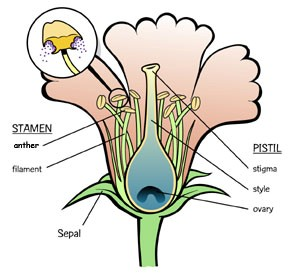 STAMEN
anther
filament
Sepal
PISTIL
stigma
style
ovary